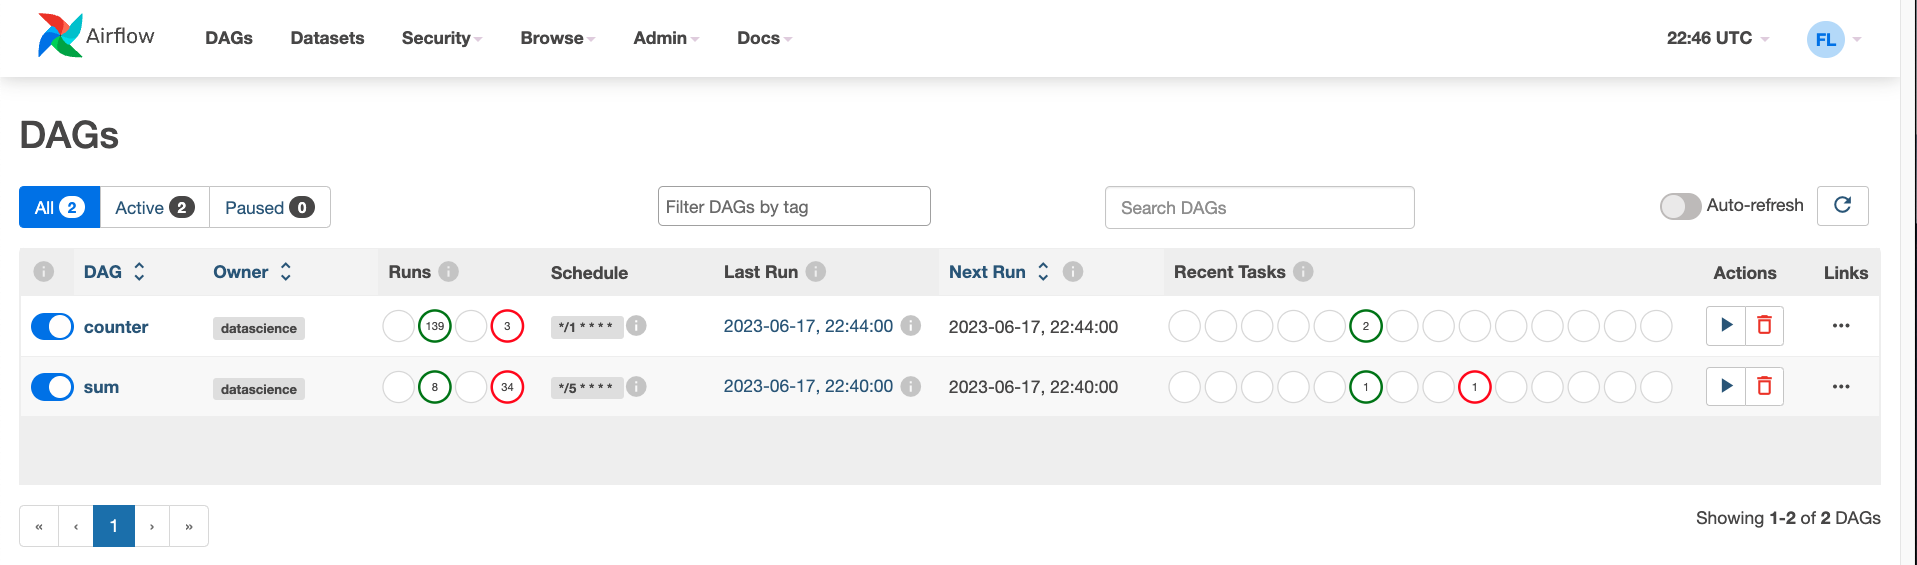 Airflow DAGs Datasets Security Browse Admin Docs 22:46 UTC FL
DAGs
All 2 Active 2 Paused 0 Filter DAGs by tag Search DAGs Auto-refresh
i DAG Owner Runs i Schedule Last Run i Next Run i Recent Tasks i Actions Links
counter datascience 139 3 */1 * * * * i 2023-06-17, 22:44:00 i 2023-06-17, 22:44:00 2 ...
sum datascience 8 34 */5 * * * * i 2023-06-17, 22:40:00 i 2023-06-17, 22:40:00 1 1 ...
« ‹ 1 › » Showing 1-2 of 2 DAGs